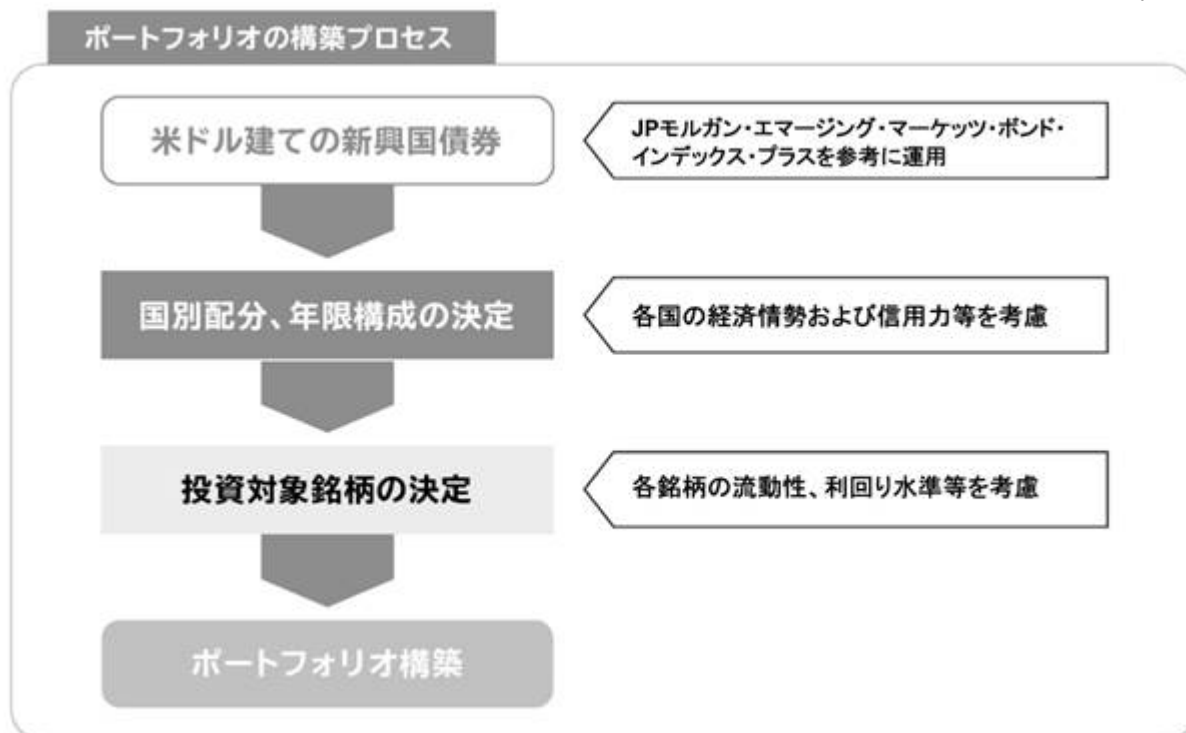 ポートフォリオの構築プロセス
米ドル建ての新興国債券
JPモルガン・エマージング・マーケッツ・ボンド・
インデックス・プラスを参考に運用
国別配分、年限構成の決定
各国の経済情勢および信用力等を考慮
投資対象銘柄の決定
各銘柄の流動性、利回り水準等を考慮
ポートフォリオ構築